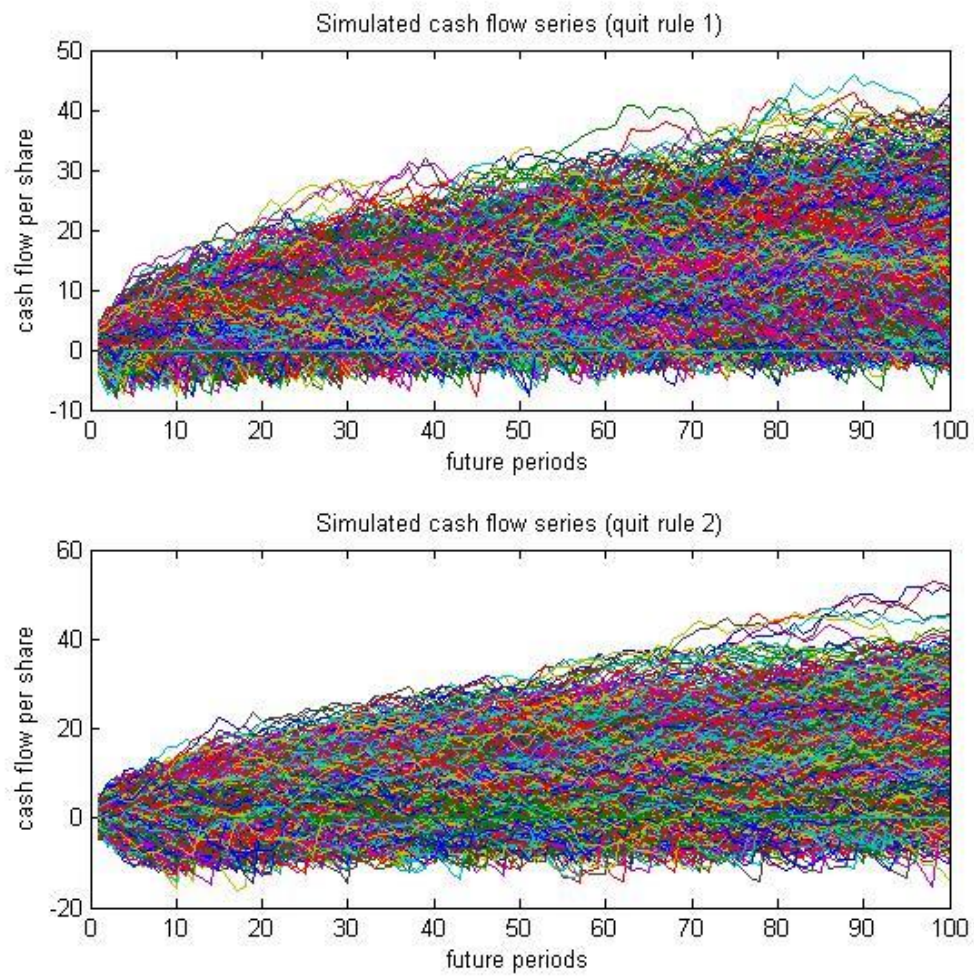 Simulated cash flow series (quit rule 1)
50
40
30
20
10
0
-10
cash flow per share
0 10 20 30 40 50 60 70 80 90 100
future periods
Simulated cash flow series (quit rule 2)
60
40
20
0
-20
cash flow per share
0 10 20 30 40 50 60 70 80 90 100
future periods